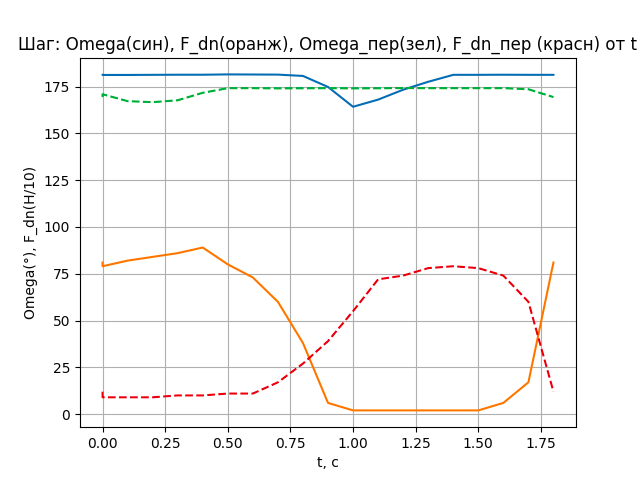 Шаг: Omega(син), F_dn(оранж), Omega_пер(зел), F_dn_пер (красн) от t
Omega(°), F_dn(Н/10)
175
150
125
100
75
50
25
0
0.00 0.25 0.50 0.75 1.00 1.25 1.50 1.75
t, c